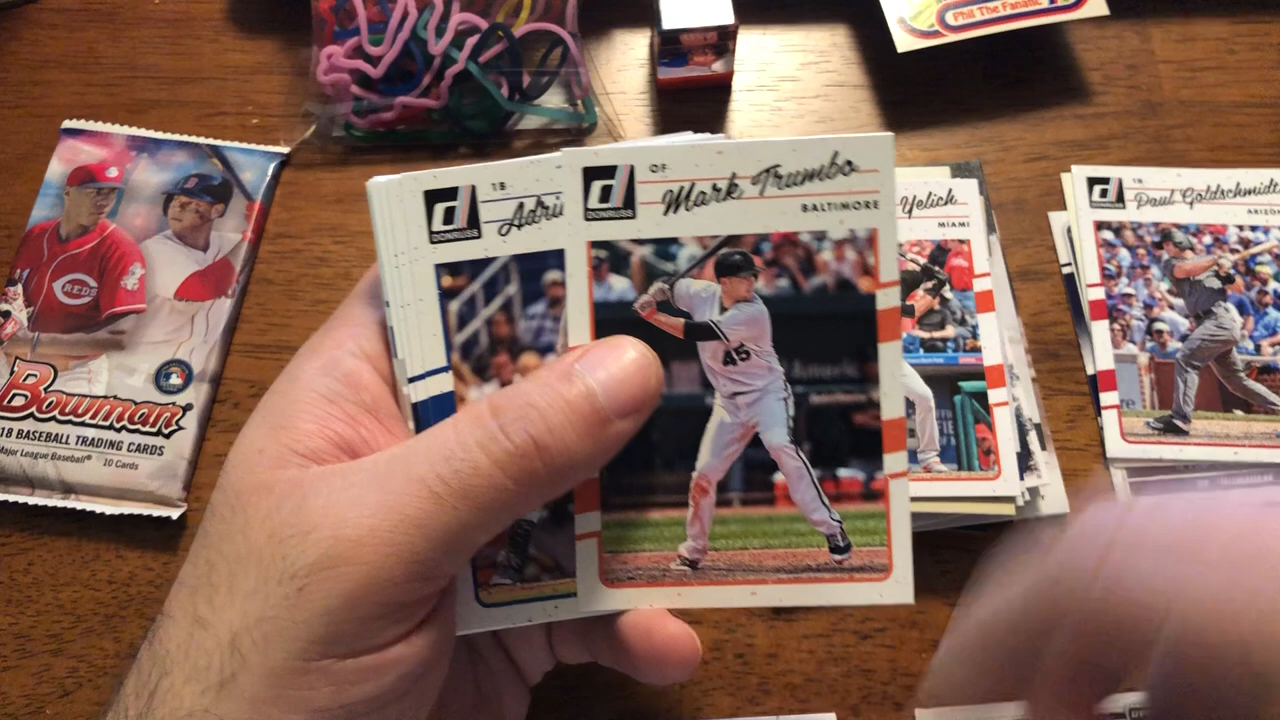 Phil The Fanatic
REDS
Bowman
18 BASEBALL TRADING CARDS
Major League Baseball® 10 Cards
1B
DONRUSS
OF
Mark Trumbo
BALTIMORE
DONRUSS
45
Yelich
MIAMI
1B
Paul Goldschmidt
DONRUSS